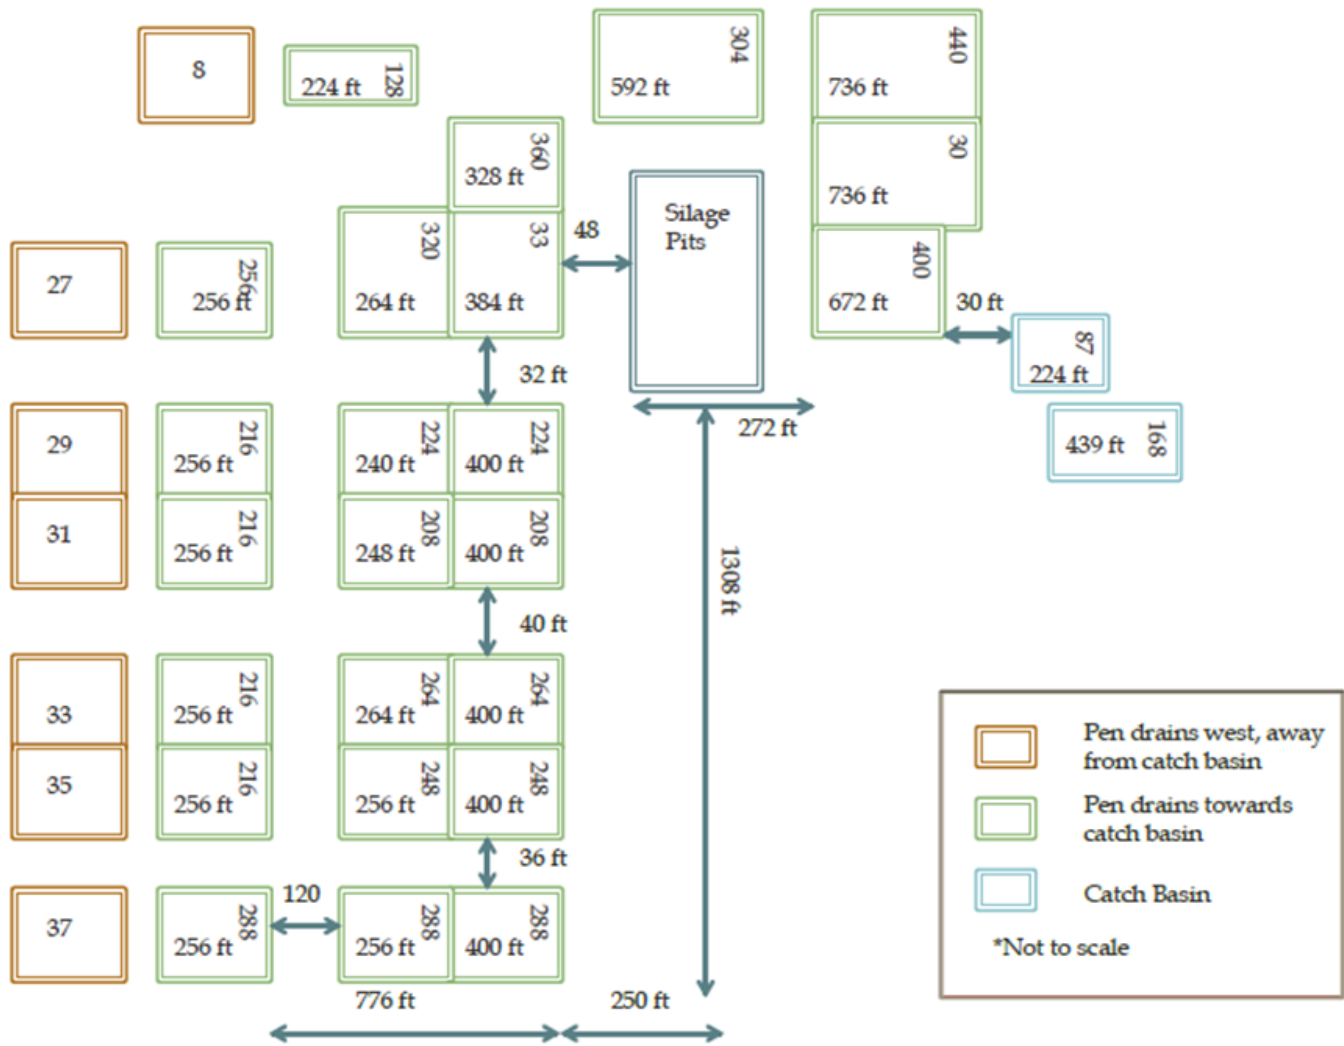 8
224 ft
128
592 ft
304
736 ft
440
328 ft
360
736 ft
30
Silage
Pits
27
256 ft
256
264 ft
320
384 ft
33
48
672 ft
400
30 ft
224 ft
87
32 ft
272 ft
439 ft
168
29
256 ft
216
240 ft
224
400 ft
224
31
256 ft
216
248 ft
208
400 ft
208
1308 ft
40 ft
33
256 ft
216
264 ft
264
400 ft
264
35
256 ft
216
256 ft
248
400 ft
248
36 ft
120
37
256 ft
288
256 ft
288
400 ft
288
776 ft
250 ft
Pen drains west, away
from catch basin
Pen drains towards
catch basin
Catch Basin
*Not to scale